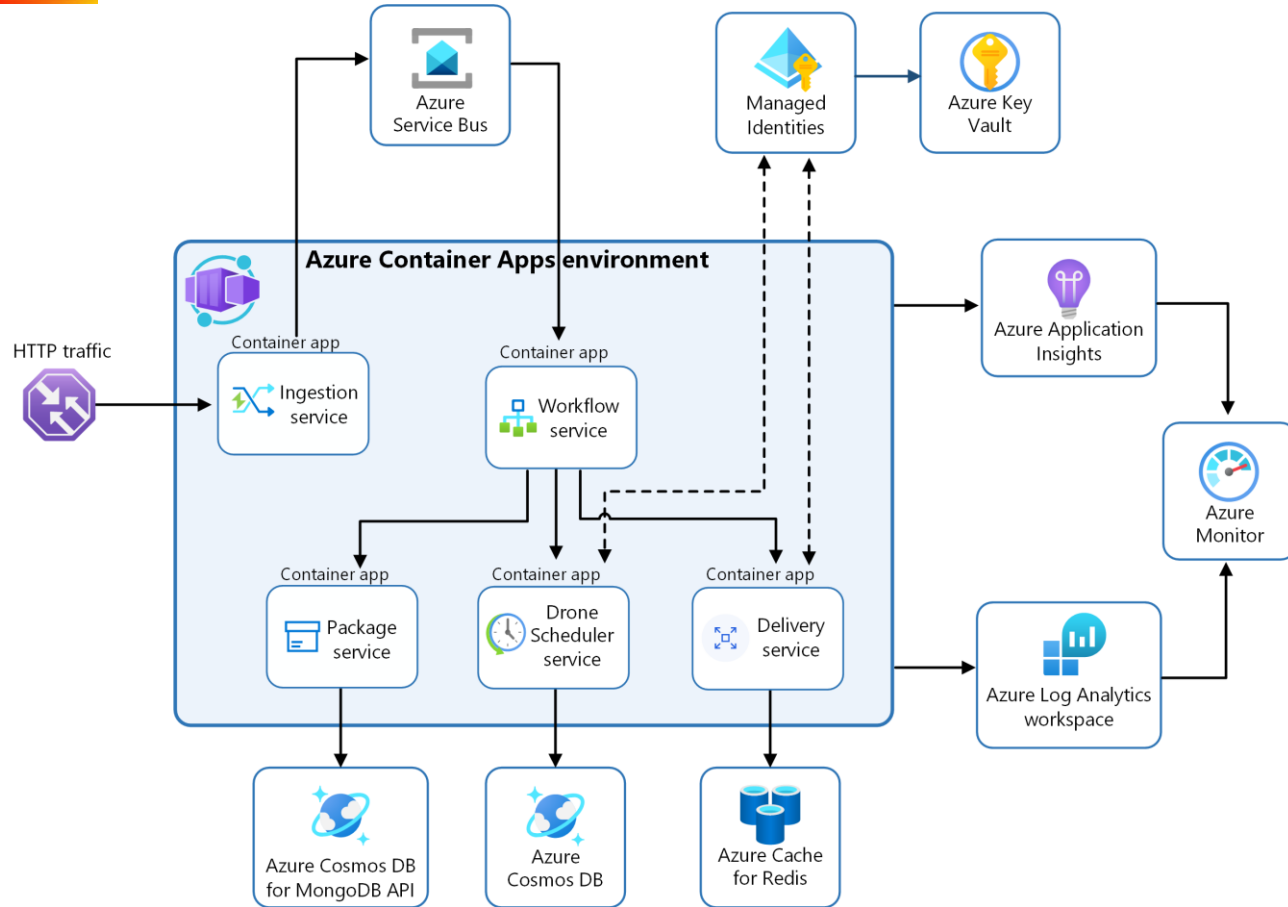 Azure
Service Bus
Managed
Identities
Azure Key
Vault
Azure Container Apps environment
HTTP traffic
Container app
Ingestion
service
Container app
Workflow
service
Azure Application
Insights
Azure
Monitor
Container app
Package
service
Container app
Drone
Scheduler
service
Container app
Delivery
service
Azure Log Analytics
workspace
Azure Cosmos DB
for MongoDB API
Azure
Cosmos DB
Azure Cache
for Redis